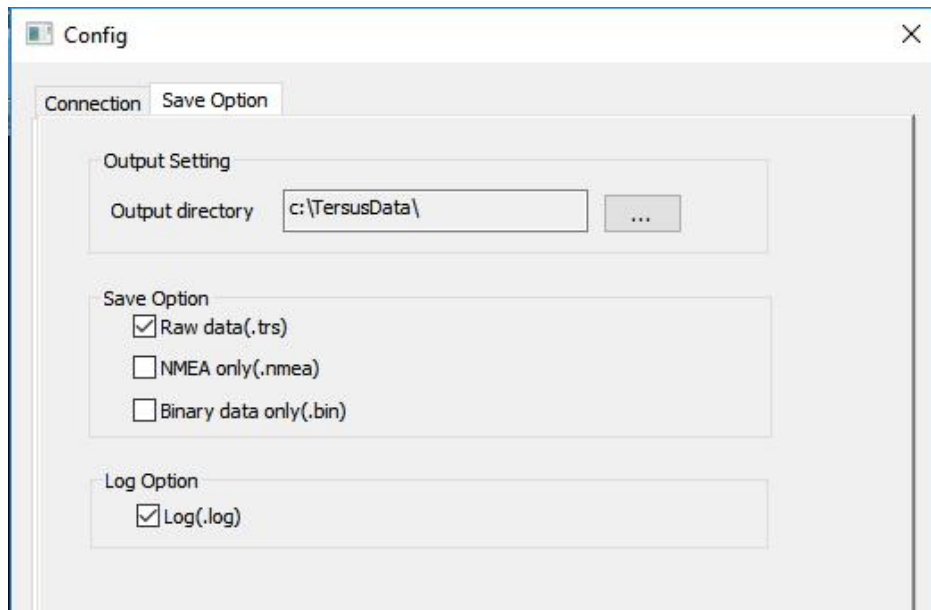 Config
Connection Save Option
Output Setting
Output directory c:\TersusData\ ...
Save Option
Raw data(.trs)
NMEA only(.nmea)
Binary data only(.bin)
Log Option
Log(.log)